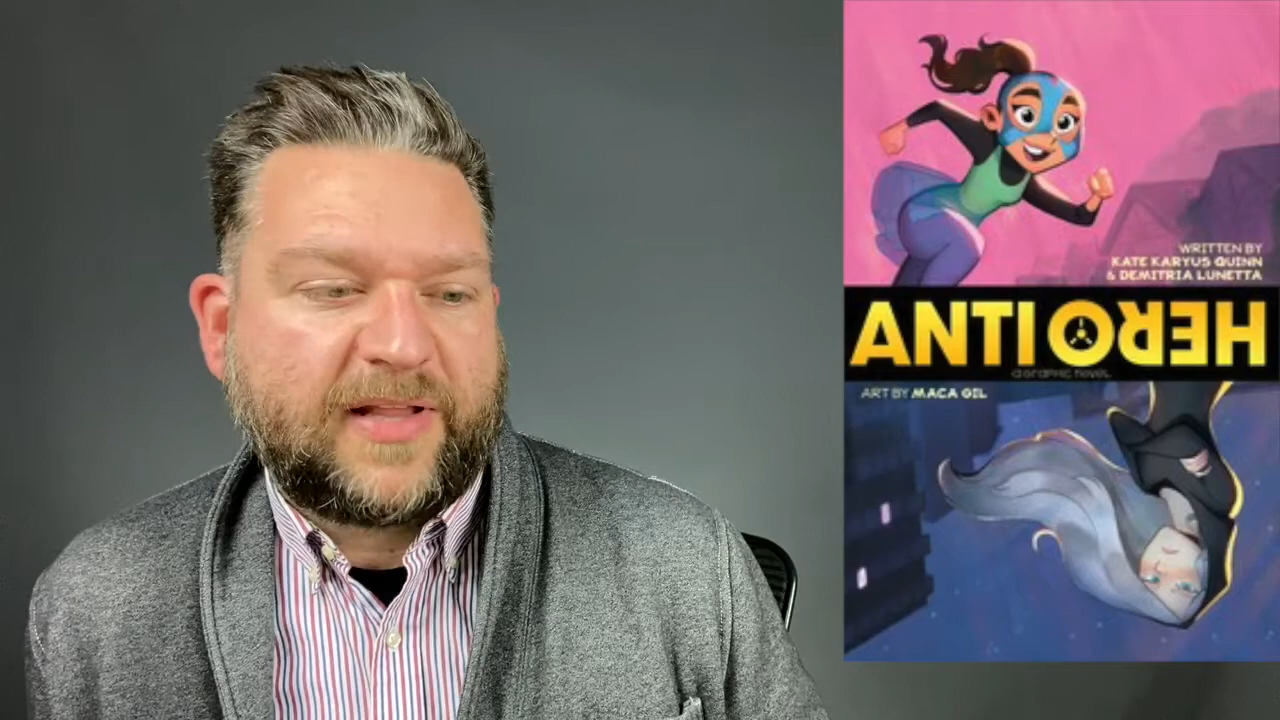 WRITTEN BY
KATE KARYUS QUINN
& DEMITRIA LUNETTA
ANTIHERO
a graphic novel
ART BY MACA GIL